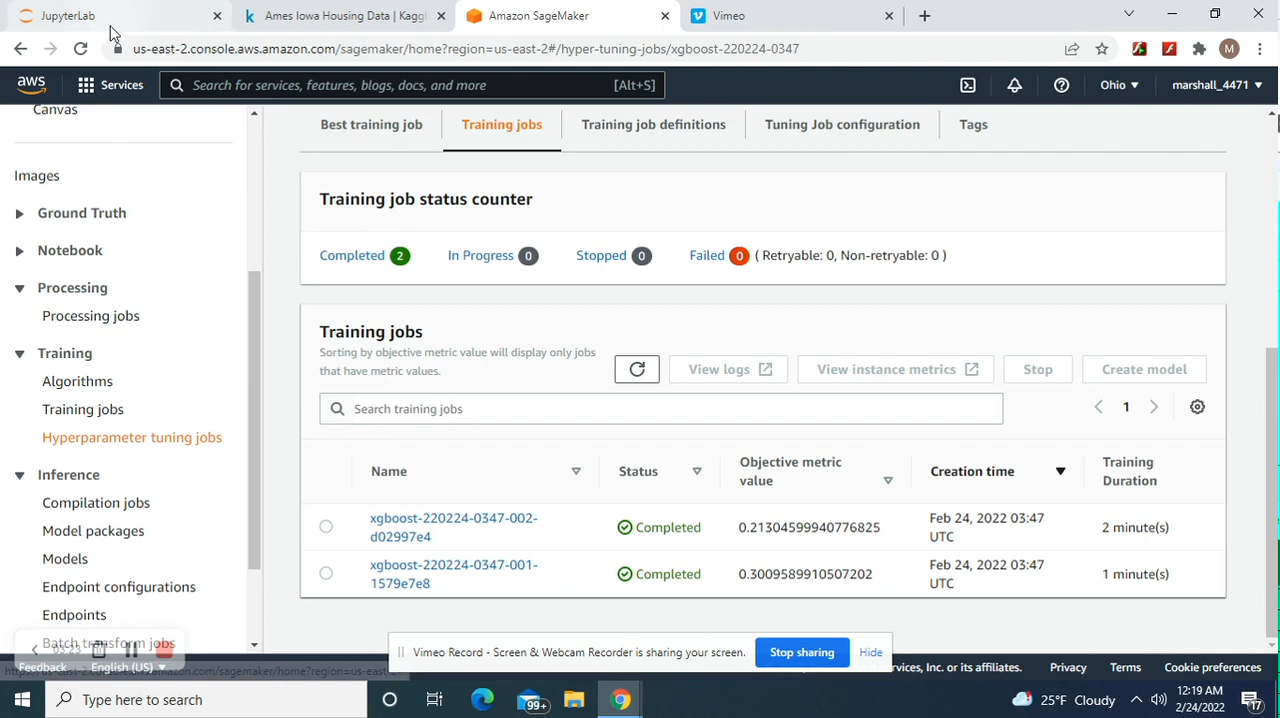 JupyterLab
Ames Iowa Housing Data | Kaggl
Amazon SageMaker
Vimeo
us-east-2.console.aws.amazon.com/sagemaker/home?region=us-east-2#/hyper-tuning-jobs/xgboost-220224-0347
M
aws
Services
Search for services, features, blogs, docs, and more
[Alt+S]
Ohio
marshall_4471
Canvas
Images
Ground Truth
Notebook
Processing
Processing jobs
Training
Algorithms
Training jobs
Hyperparameter tuning jobs
Inference
Compilation jobs
Model packages
Models
Endpoint configurations
Endpoints
Batch transform jobs
Feedback
English (US)
Best training job
Training jobs
Training job definitions
Tuning Job configuration
Tags
Training job status counter
Completed 2
In Progress 0
Stopped 0
Failed 0 ( Retryable: 0, Non-retryable: 0 )
Training jobs
Sorting by objective metric value will display only jobs
that have metric values.
View logs
View instance metrics
Stop
Create model
Search training jobs
1
Name
Status
Objective metric
value
Creation time
Training
Duration
xgboost-220224-0347-002-
d02997e4
Completed
0.21304599940776825
Feb 24, 2022 03:47
UTC
2 minute(s)
xgboost-220224-0347-001-
1579e7e8
Completed
0.3009589910507202
Feb 24, 2022 03:47
UTC
1 minute(s)
Vimeo Record - Screen & Webcam Recorder is sharing your screen.
Stop sharing
Hide
rvices, Inc. or its affiliates.
Privacy
Terms
Cookie preferences
Type here to search
99+
25°F Cloudy
12:19 AM
2/24/2022
17